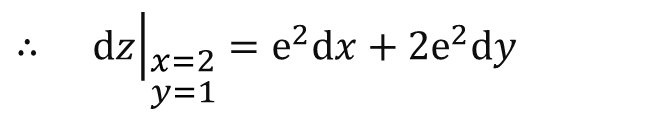 ∴ dz|x=2 y=1 = e²dx + 2e²dy